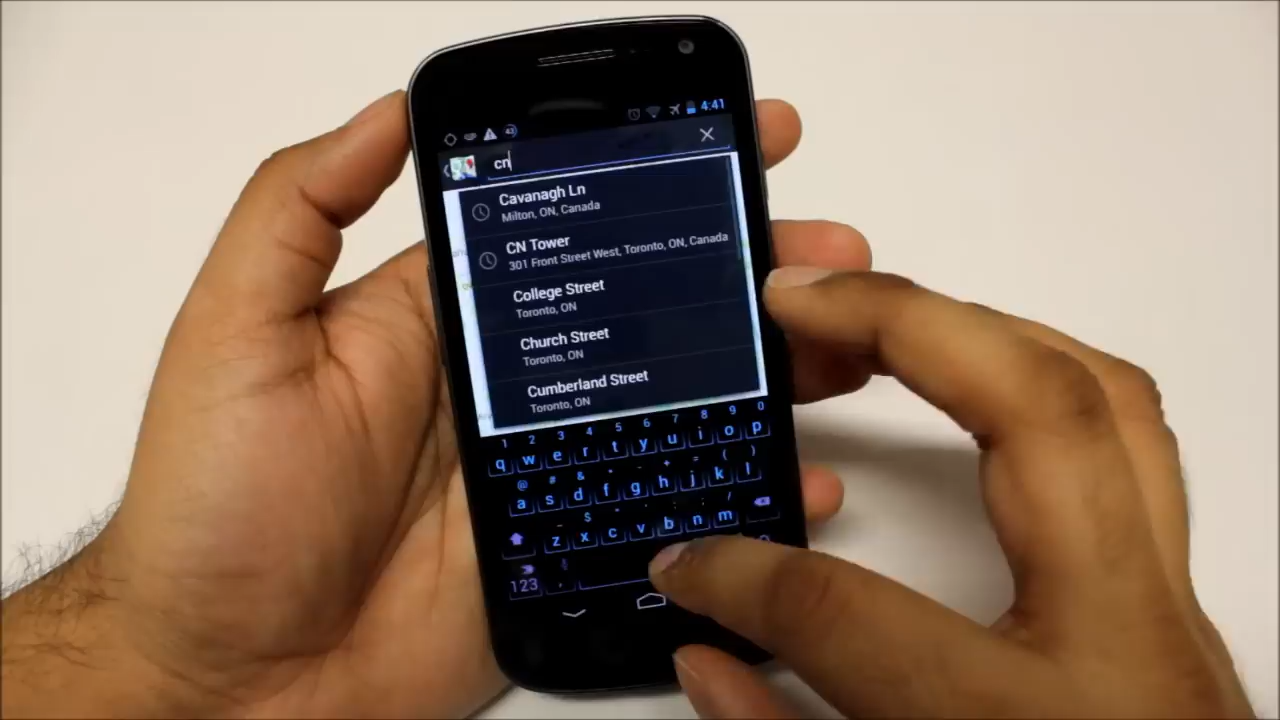 4:41
cn
Cavanagh Ln
Milton, ON, Canada
CN Tower
301 Front Street West, Toronto, ON, Canada
College Street
Toronto, ON
Church Street
Toronto, ON
Cumberland Street
Toronto, ON
1 2 3 4 5 6 7 8 9 0
q w e r t y u i o p
@ # & * - + = ( )
a s d f g h j k l
z x c v b n m
123 ,